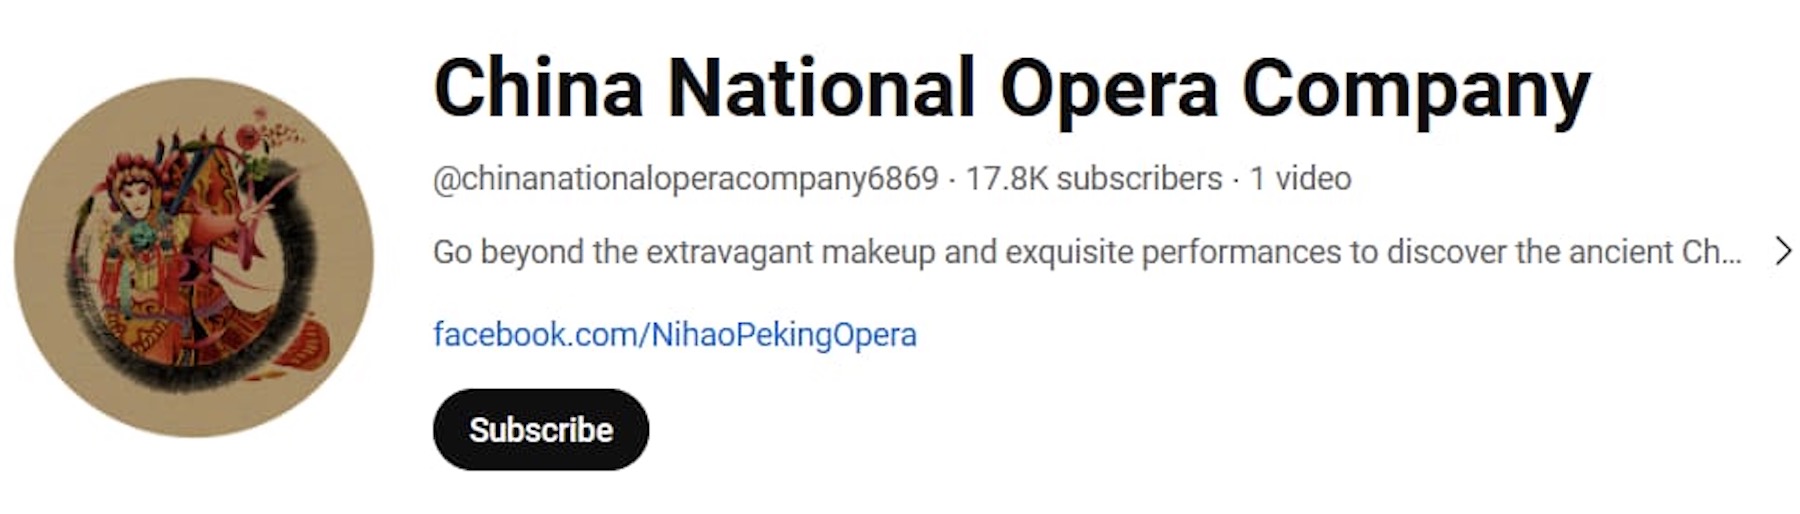 China National Opera Company
@chinanationaloperacompany6869 · 17.8K subscribers · 1 video
Go beyond the extravagant makeup and exquisite performances to discover the ancient Ch...
facebook.com/NihaoPekingOpera
Subscribe